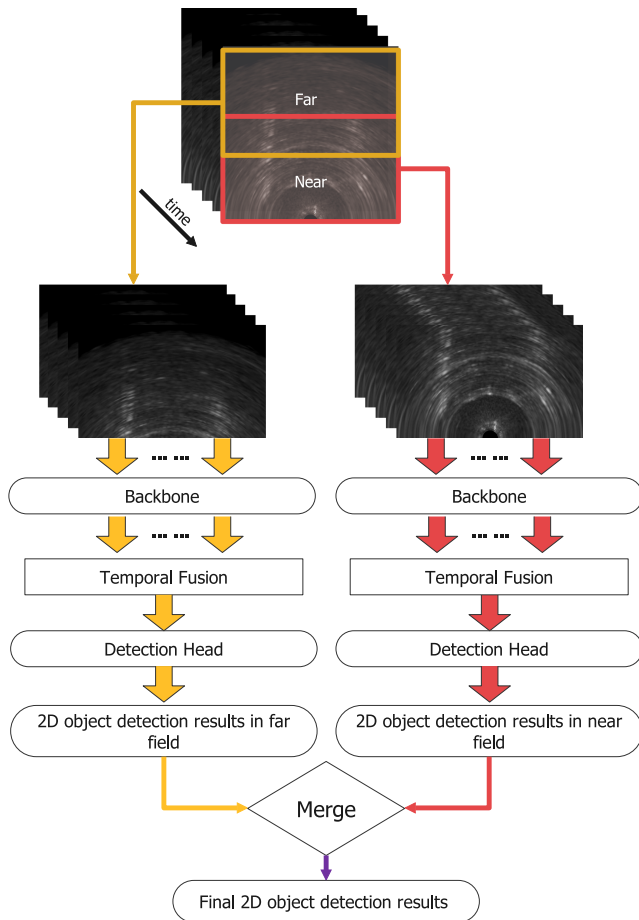 Far
Near
time
Backbone
Backbone
Temporal Fusion
Temporal Fusion
Detection Head
Detection Head
2D object detection results in far
field
2D object detection results in near
field
Merge
Final 2D object detection results